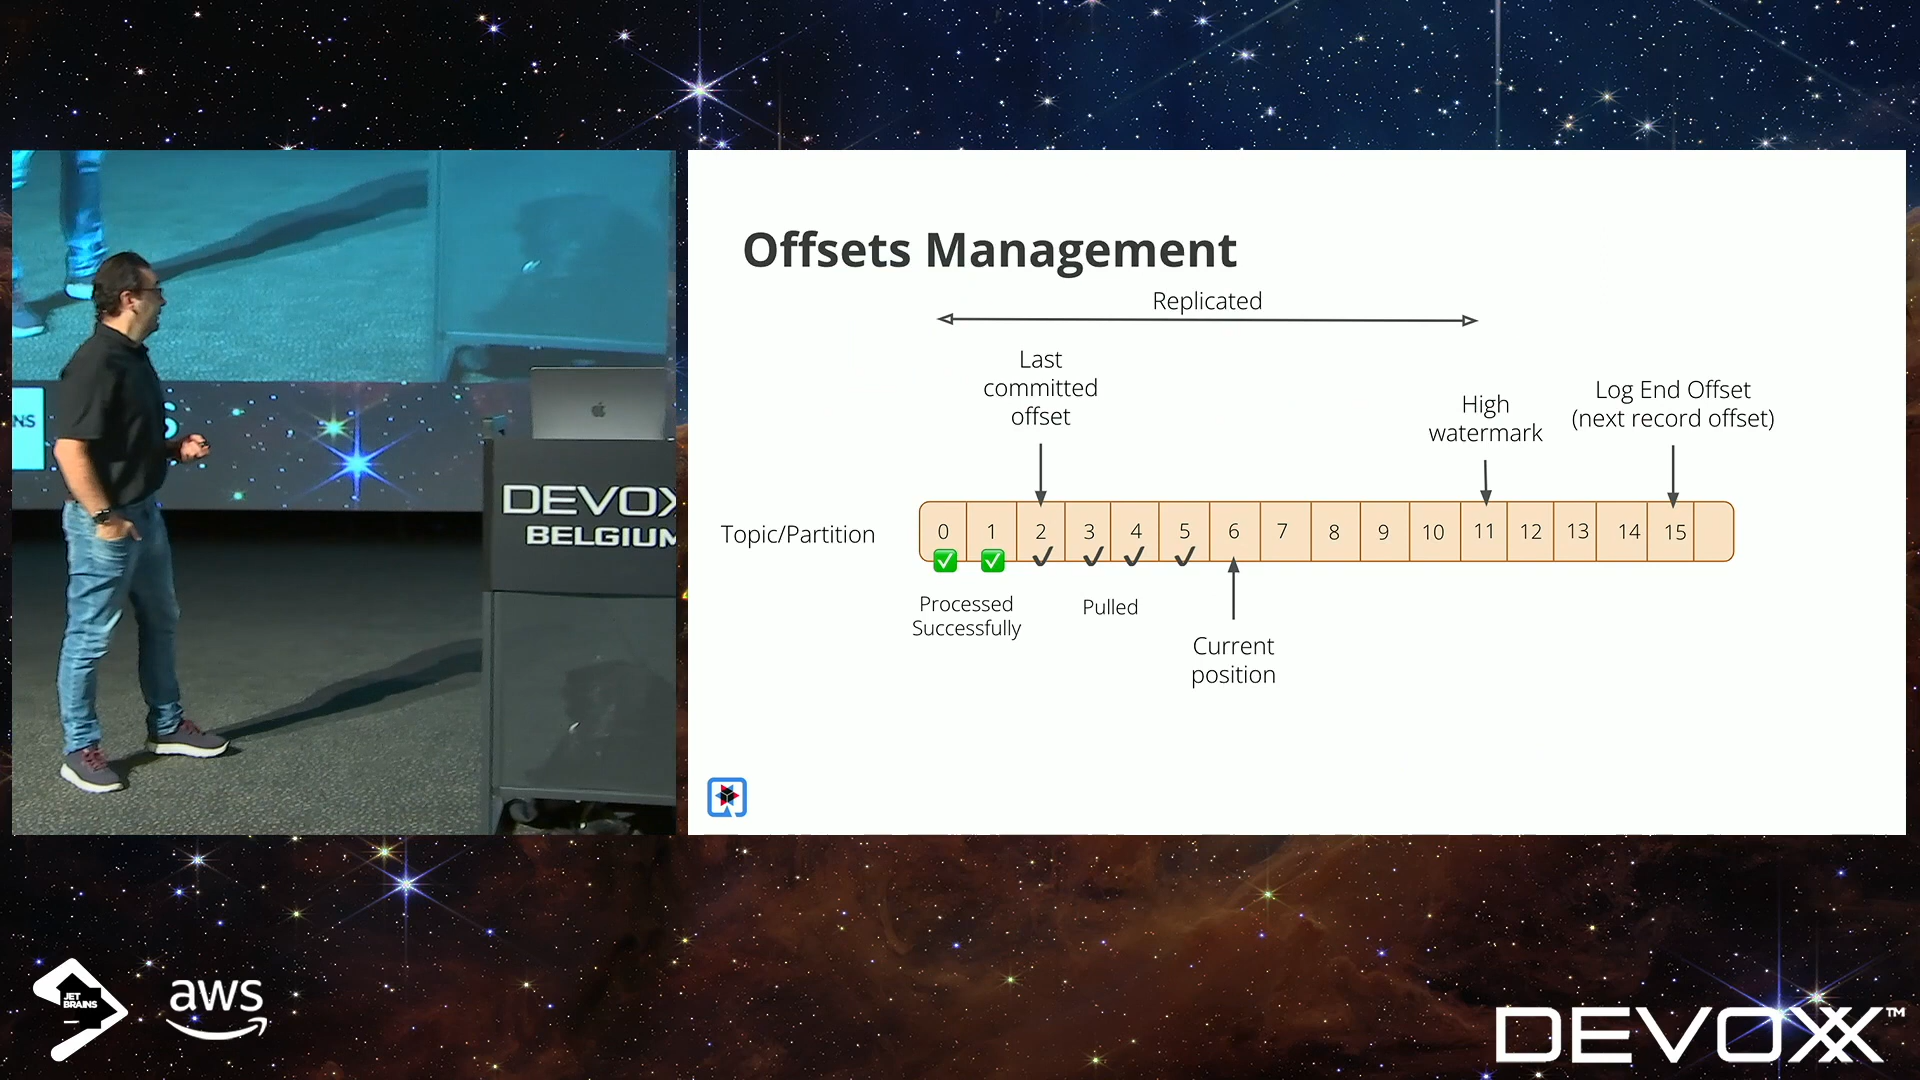 Offsets Management
Replicated
Last
committed
offset
High
watermark
Log End Offset
(next record offset)
Topic/Partition
0 1 2 3 4 5 6 7 8 9 10 11 12 13 14 15
Processed
Successfully
Pulled
Current
position
NS
S
DEVOX
BELGIUM
JET
BRAINS
aws
DEVOXX™